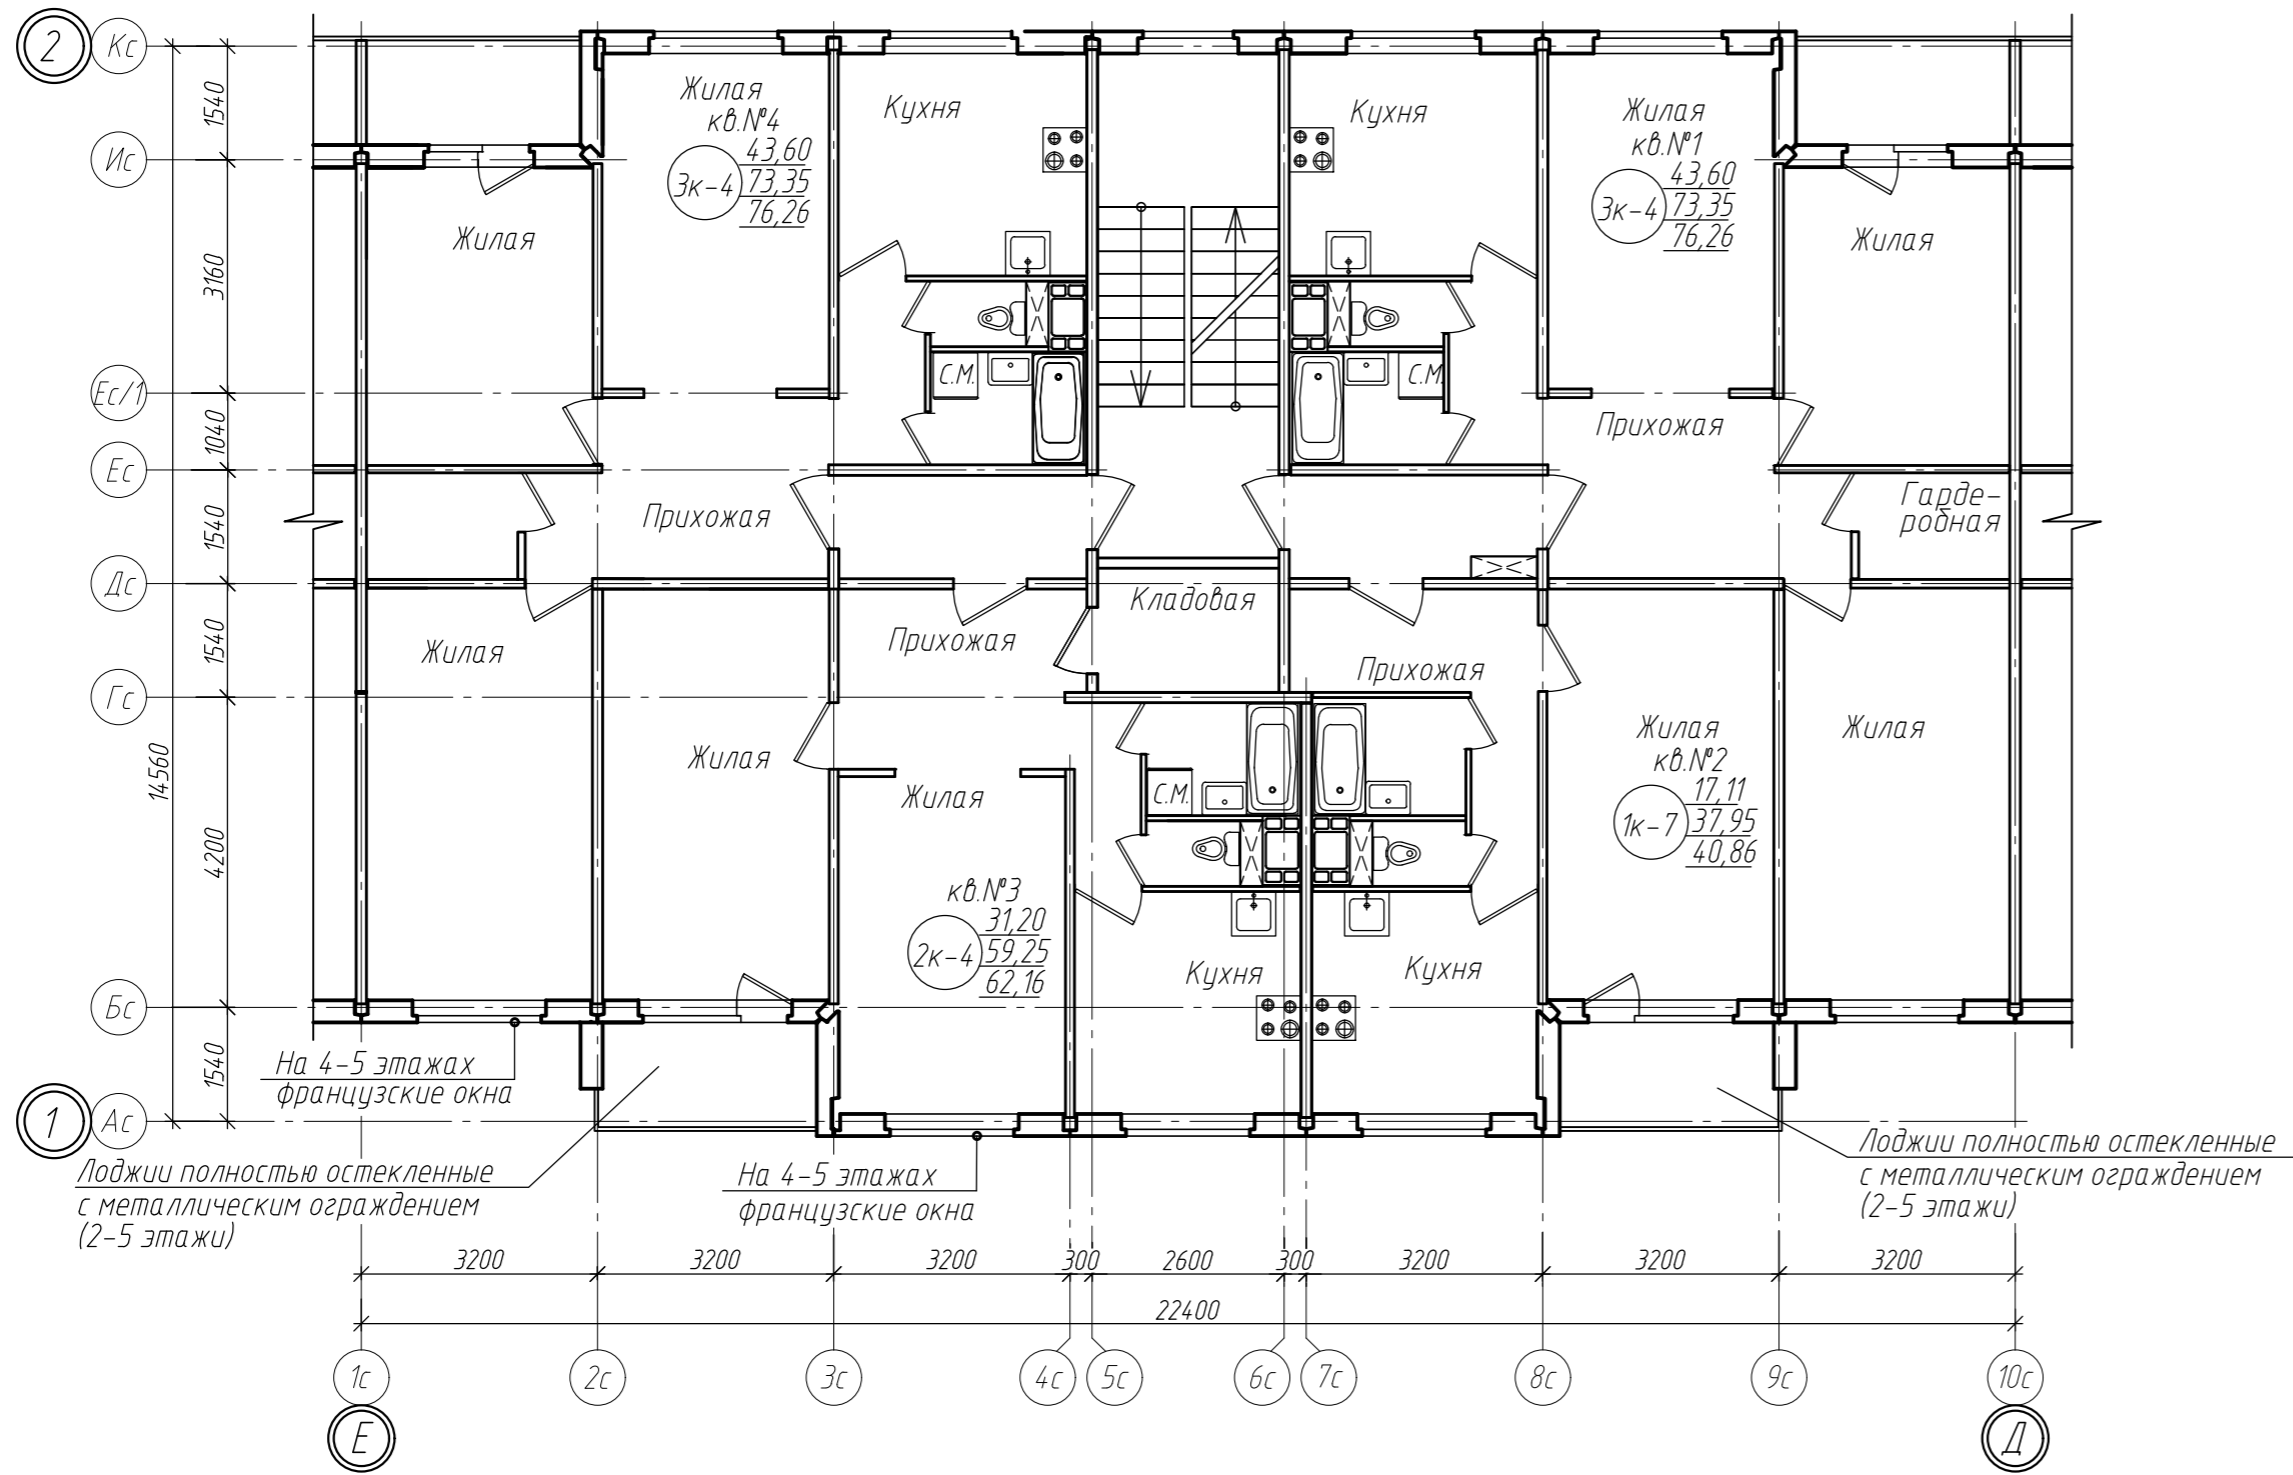 2
Кс
Жилая
кв.№4
43,60
3к-4
73,35
76,26
Кухня
Кухня
Жилая
кв.№1
43,60
3к-4
73,35
76,26
1540
Ис
Жилая
Жилая
3160
Ес/1
С.М.
С.М.
Прихожая
1040
Ес
Прихожая
Гарде-
робная
1540
Дс
Кладовая
Прихожая
Прихожая
Жилая
1540
Гс
14560
Жилая
Жилая
Жилая
кв.№2
17,11
1к-7
37,95
40,86
Жилая
С.М.
4200
кв.№3
31,20
2к-4
59,25
62,16
Кухня
Кухня
Бс
На 4-5 этажах
французские окна
1540
1
Ас
Лоджии полностью остекленные
с металлическим ограждением
(2-5 этажи)
На 4-5 этажах
французские окна
Лоджии полностью остекленные
с металлическим ограждением
(2-5 этажи)
3200
3200
3200
300
2600
300
3200
3200
3200
22400
1с
2с
3с
4с
5с
6с
7с
8с
9с
10с
Е
Д